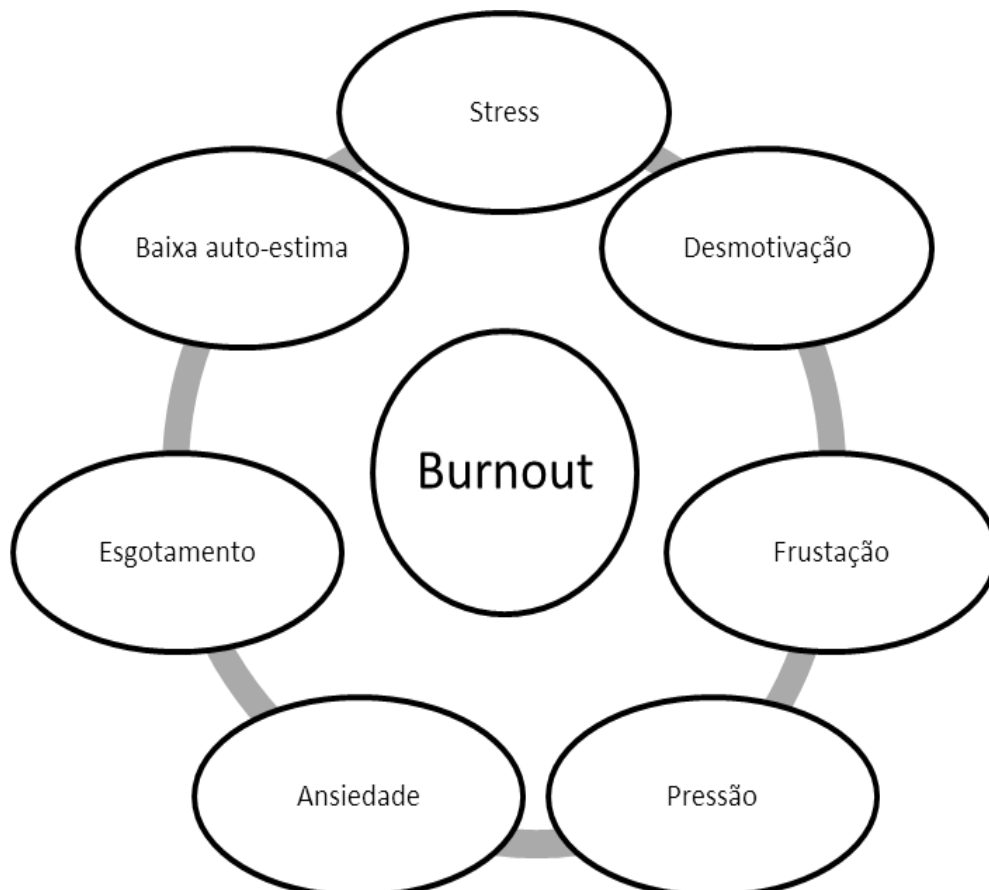 Stress
Baixa auto-estima
Desmotivação
Burnout
Esgotamento
Frustação
Ansiedade
Pressão